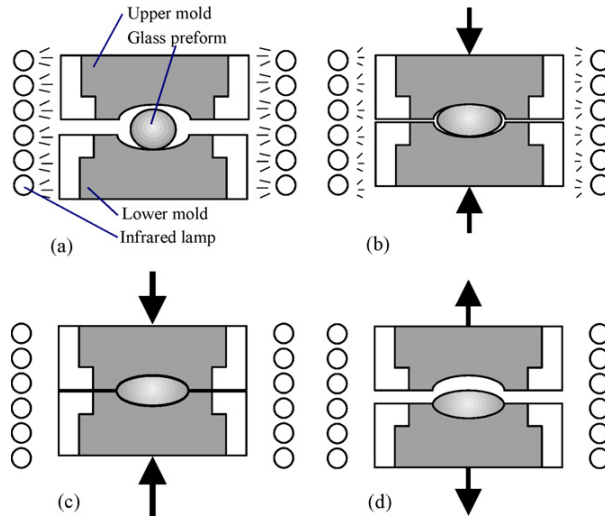 Upper mold
Glass preform
Lower mold
Infrared lamp
(a)
(b)
(c)
(d)